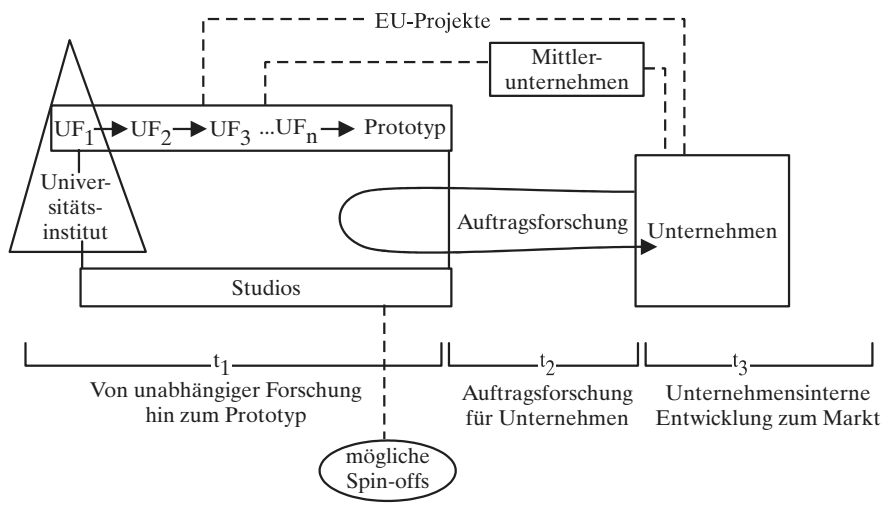 EU-Projekte
Mittler-
unternehmen
UF1 UF2 UF3 ...UFn Prototyp
Univer-
sitäts-
institut
Auftragsforschung
Unternehmen
Studios
t1
t2
t3
Von unabhängiger Forschung
hin zum Prototyp
Auftragsforschung
für Unternehmen
Unternehmensinterne
Entwicklung zum Markt
mögliche
Spin-offs